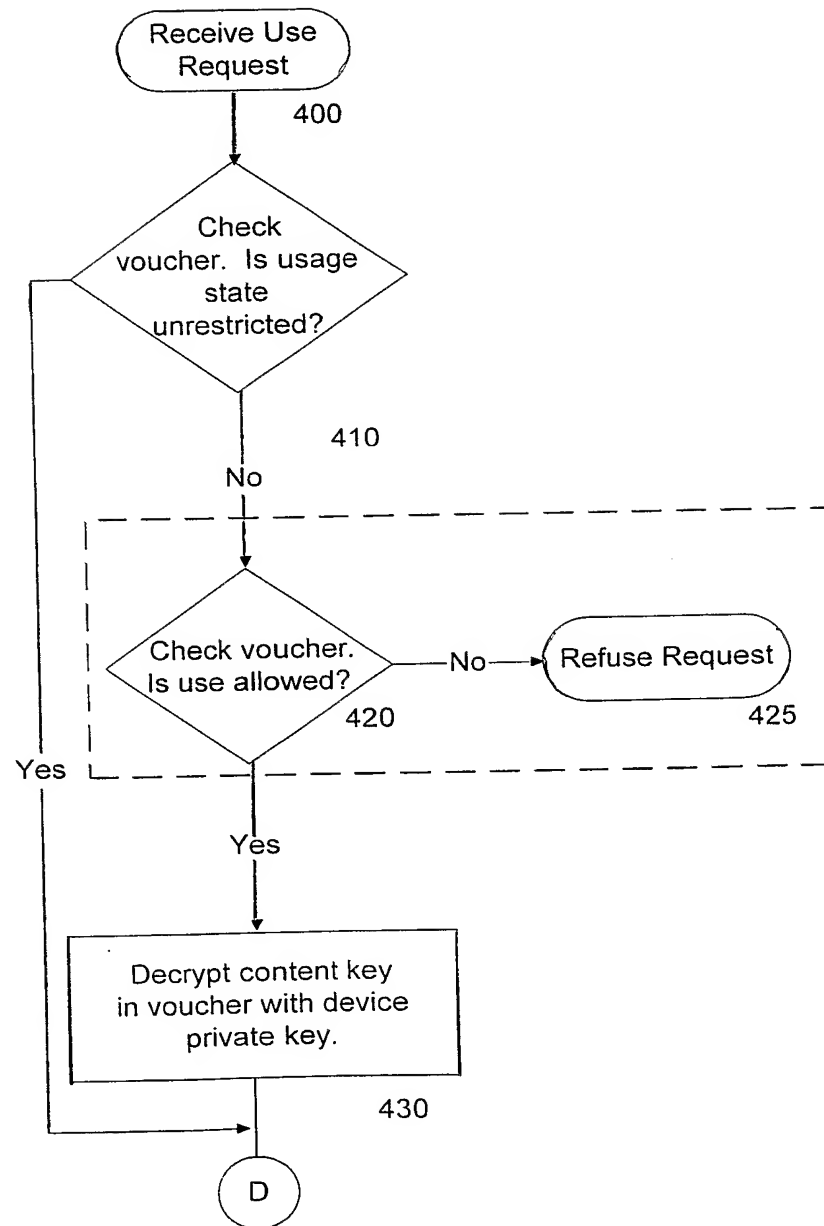 Receive Use
Request
400
Check
voucher. Is usage
state
unrestricted?
410
No
Check voucher.
Is use allowed?
420
No
Refuse Request
425
Yes
Yes
Decrypt content key
in voucher with device
private key.
430
D